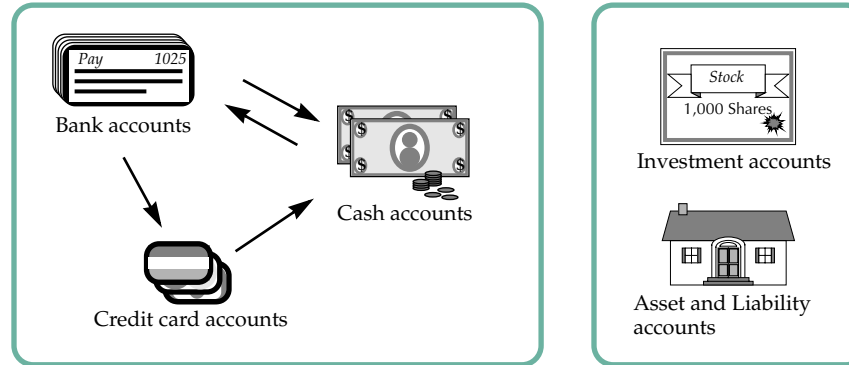 Pay 1025
Bank accounts
$ $ $ $ $
Cash accounts
Credit card accounts
Stock
1,000 Shares
Investment accounts
Asset and Liability
accounts